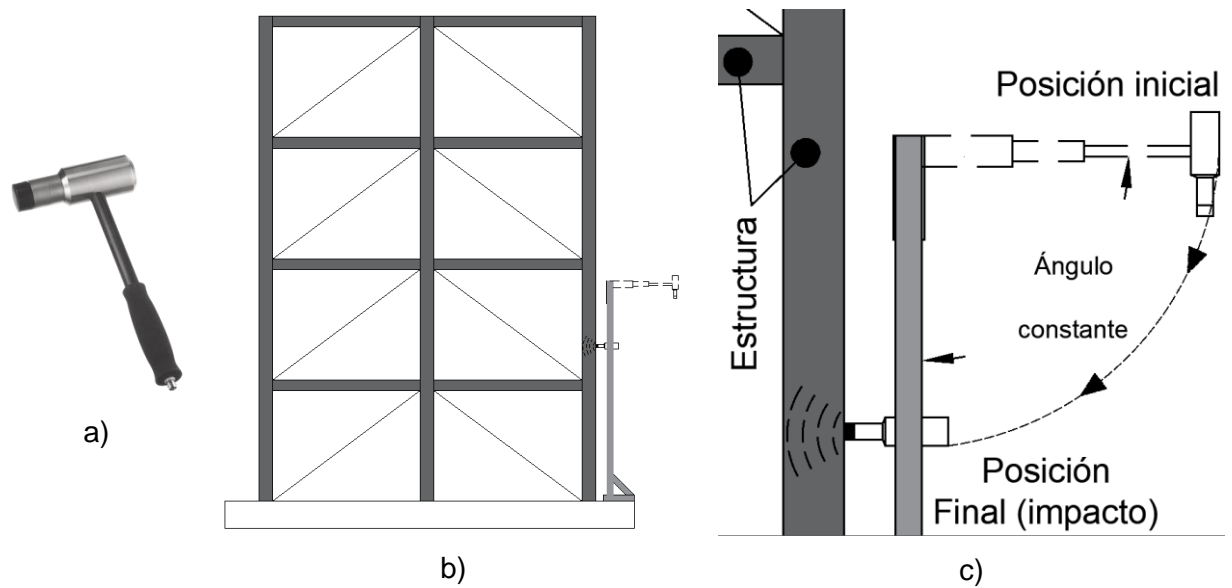 a)
b)
Estructura
Posición inicial
Ángulo
constante
Posición
Final (impacto)
c)